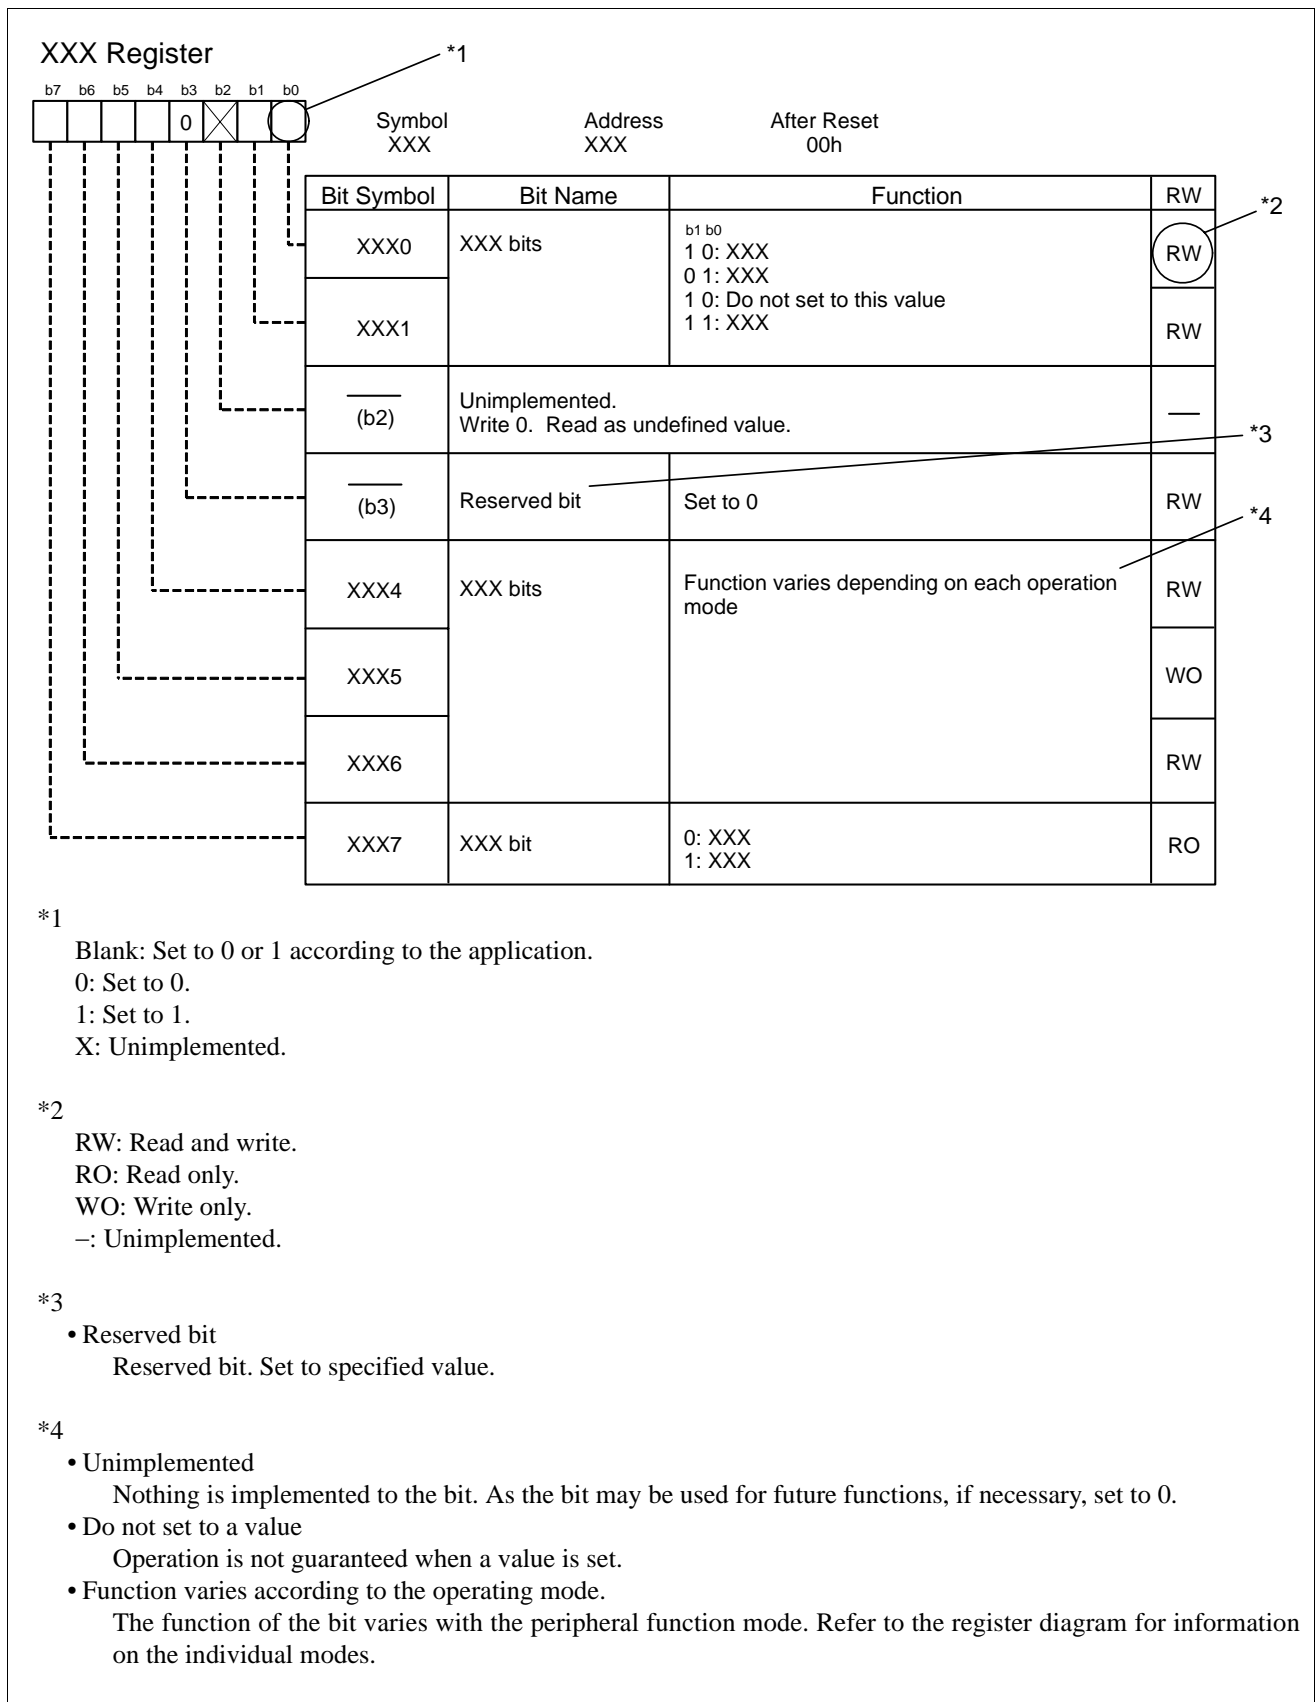 XXX Register
*1
b7 b6 b5 b4 b3 b2 b1 b0
0
Symbol Address After Reset
XXX XXX 00h
Bit Symbol Bit Name Function RW
*2
XXX0 XXX bits
b1 b0
1 0: XXX
0 1: XXX
1 0: Do not set to this value
1 1: XXX
RW
XXX1 RW
(b2)
Unimplemented.
Write 0. Read as undefined value.
—
*3
(b3) Reserved bit Set to 0 RW
*4
XXX4 XXX bits
Function varies depending on each operation
mode
RW
XXX5 WO
XXX6 RW
XXX7 XXX bit
0: XXX
1: XXX
RO
*1
Blank: Set to 0 or 1 according to the application.
0: Set to 0.
1: Set to 1.
X: Unimplemented.
*2
RW: Read and write.
RO: Read only.
WO: Write only.
−: Unimplemented.
*3
• Reserved bit
Reserved bit. Set to specified value.
*4
• Unimplemented
Nothing is implemented to the bit. As the bit may be used for future functions, if necessary, set to 0.
• Do not set to a value
Operation is not guaranteed when a value is set.
• Function varies according to the operating mode.
The function of the bit varies with the peripheral function mode. Refer to the register diagram for information
on the individual modes.